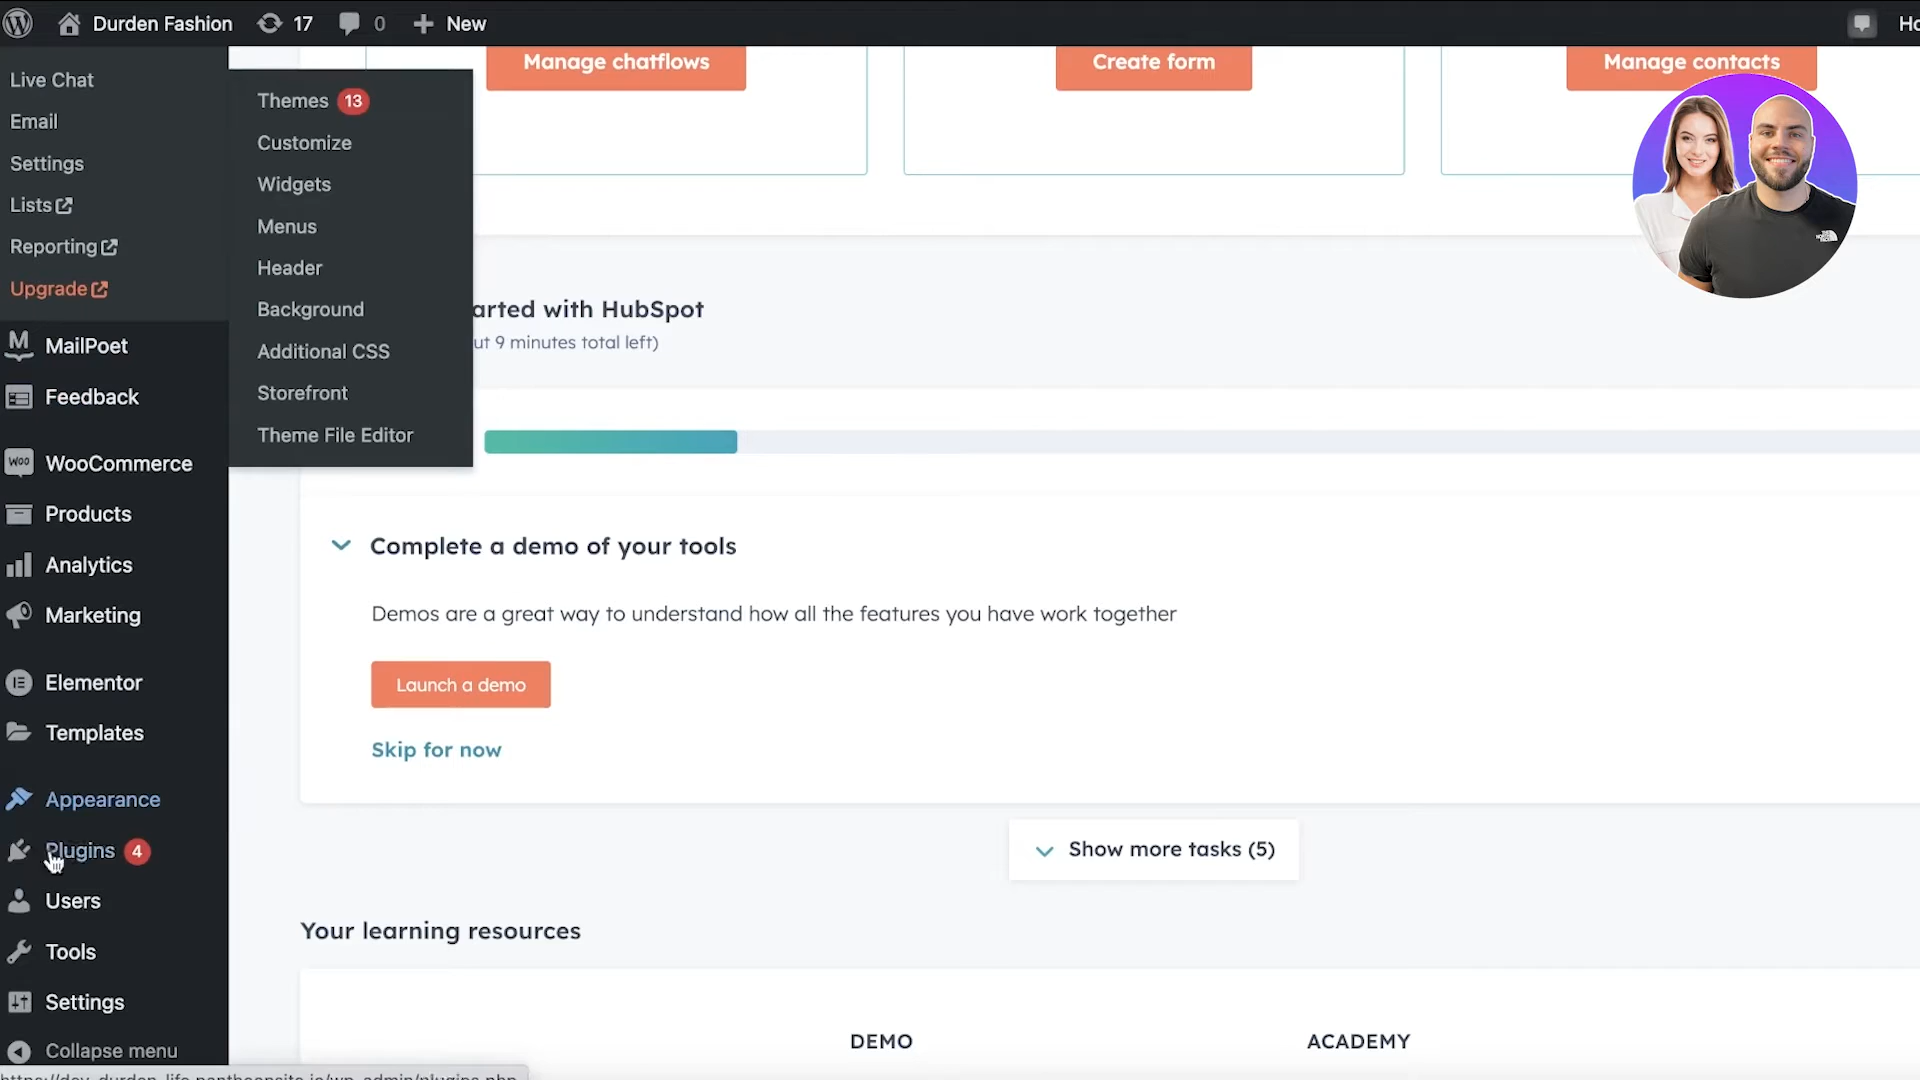 Durden Fashion 17 0 New
Live Chat
Email
Settings
Lists
Reporting
Upgrade
MailPoet
Feedback
WooCommerce
Products
Analytics
Marketing
Elementor
Templates
Appearance
Plugins 4
Users
Tools
Settings
Collapse menu
Themes 13
Customize
Widgets
Menus
Header
Background
Additional CSS
Storefront
Theme File Editor
Manage chatflows
Create form
Manage contacts
THE NORTH FACE
arted with HubSpot
ut 9 minutes total left)
Complete a demo of your tools
Demos are a great way to understand how all the features you have work together
Launch a demo
Skip for now
Show more tasks (5)
Your learning resources
DEMO
ACADEMY